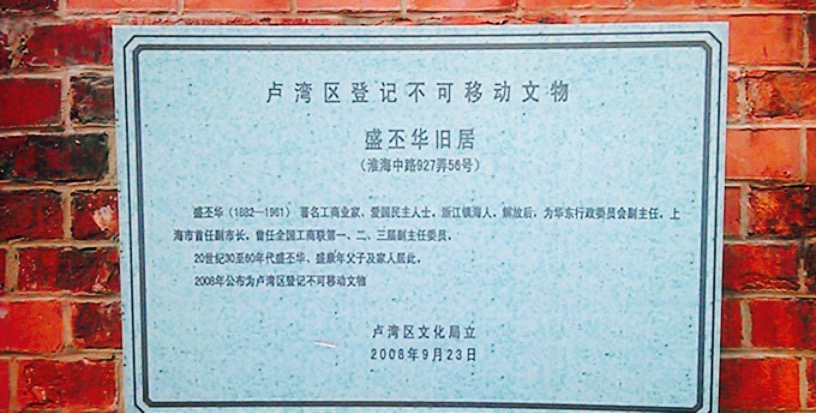 卢湾区登记不可移动文物
盛丕华旧居
(淮海中路927弄56号)
盛丕华(1882—1961) 著名工商业家、爱国民主人士,浙江镇海人,解放后,为华东行政委员会副主任,上
海市首任副市长,曾任全国工商联第一、二、三届副主任委员,
20世纪30至60年代盛丕华、盛康年父子及家人居此,
2008年公布为卢湾区登记不可移动文物
卢湾区文化局立
2008年9月23日